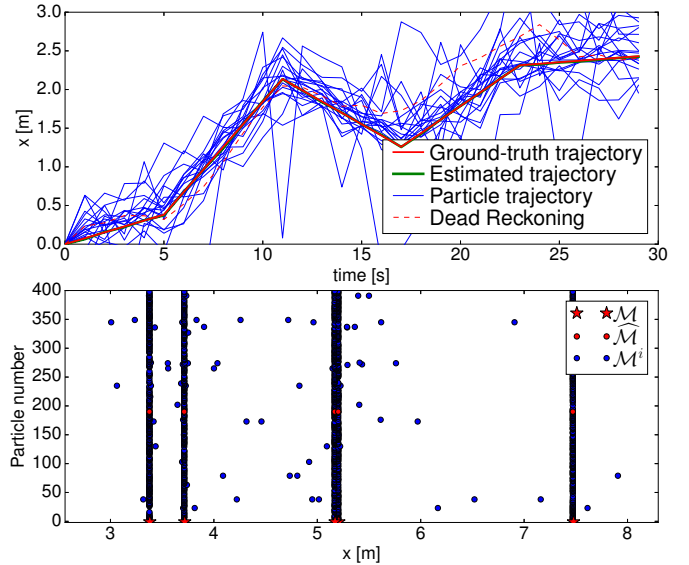 3.0
2.5
2.0
1.5
1.0
0.5
0.0
x [m]
Ground-truth trajectory
Estimated trajectory
Particle trajectory
Dead Reckoning
0 5 10 15 20 25 30
time [s]
400
350
300
250
200
150
100
50
0
Particle number
ℳ
ℳ̂
ℳⁱ
3 4 5 6 7 8
x [m]